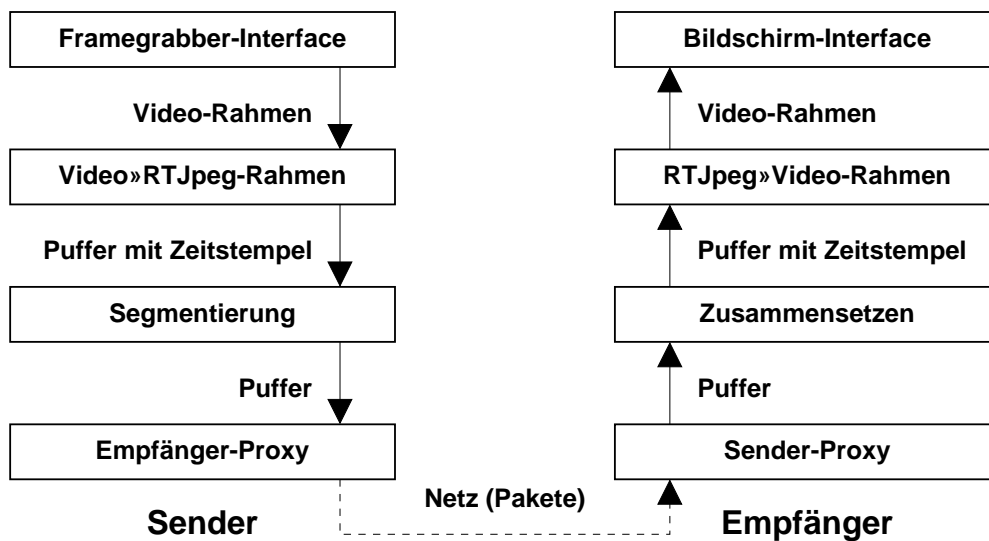 Framegrabber-Interface
Video-Rahmen
Video»RTJpeg-Rahmen
Puffer mit Zeitstempel
Segmentierung
Puffer
Empfänger-Proxy
Sender
Netz (Pakete)
Bildschirm-Interface
Video-Rahmen
RTJpeg»Video-Rahmen
Puffer mit Zeitstempel
Zusammensetzen
Puffer
Sender-Proxy
Empfänger